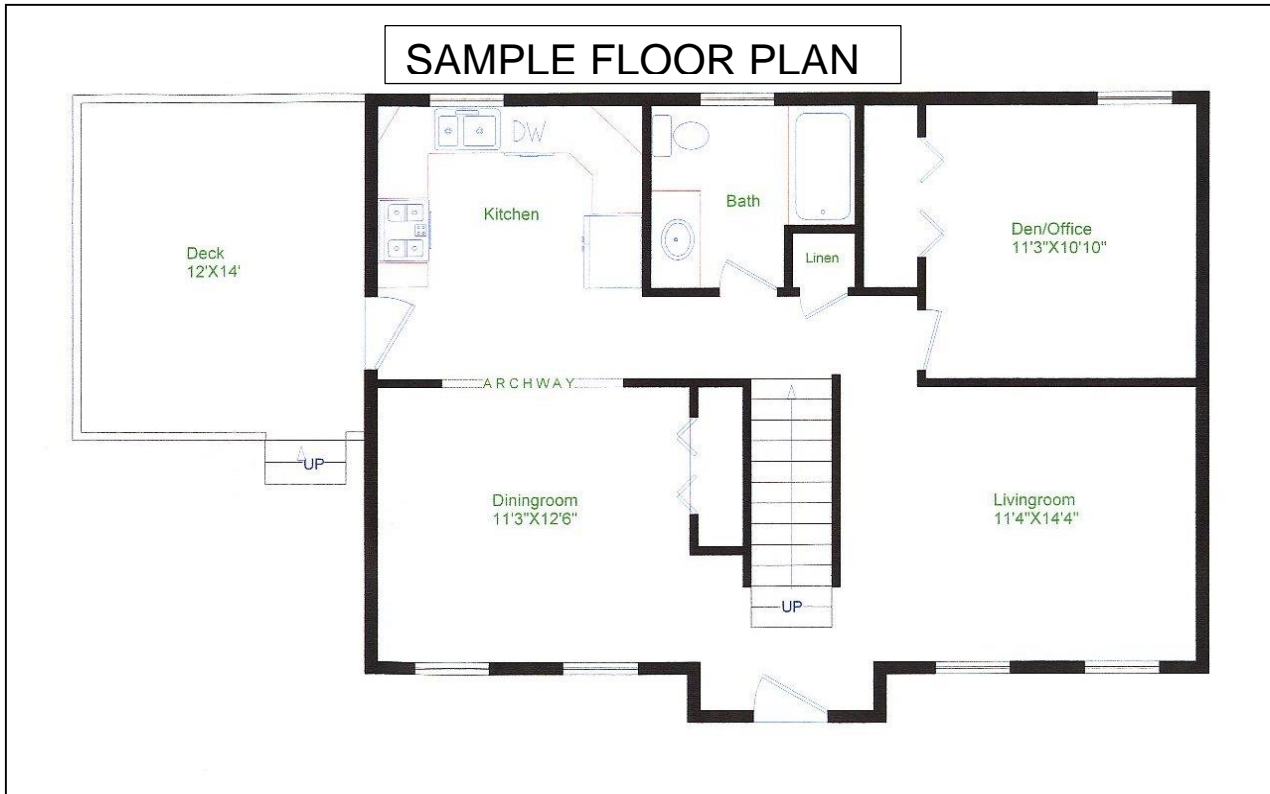 SAMPLE FLOOR PLAN
DW
Kitchen
Bath
Linen
Den/Office
11'3"X10'10"
Deck
12'X14'
ARCHWAY
UP
Diningroom
11'3"X12'6"
Livingroom
11'4"X14'4"
UP